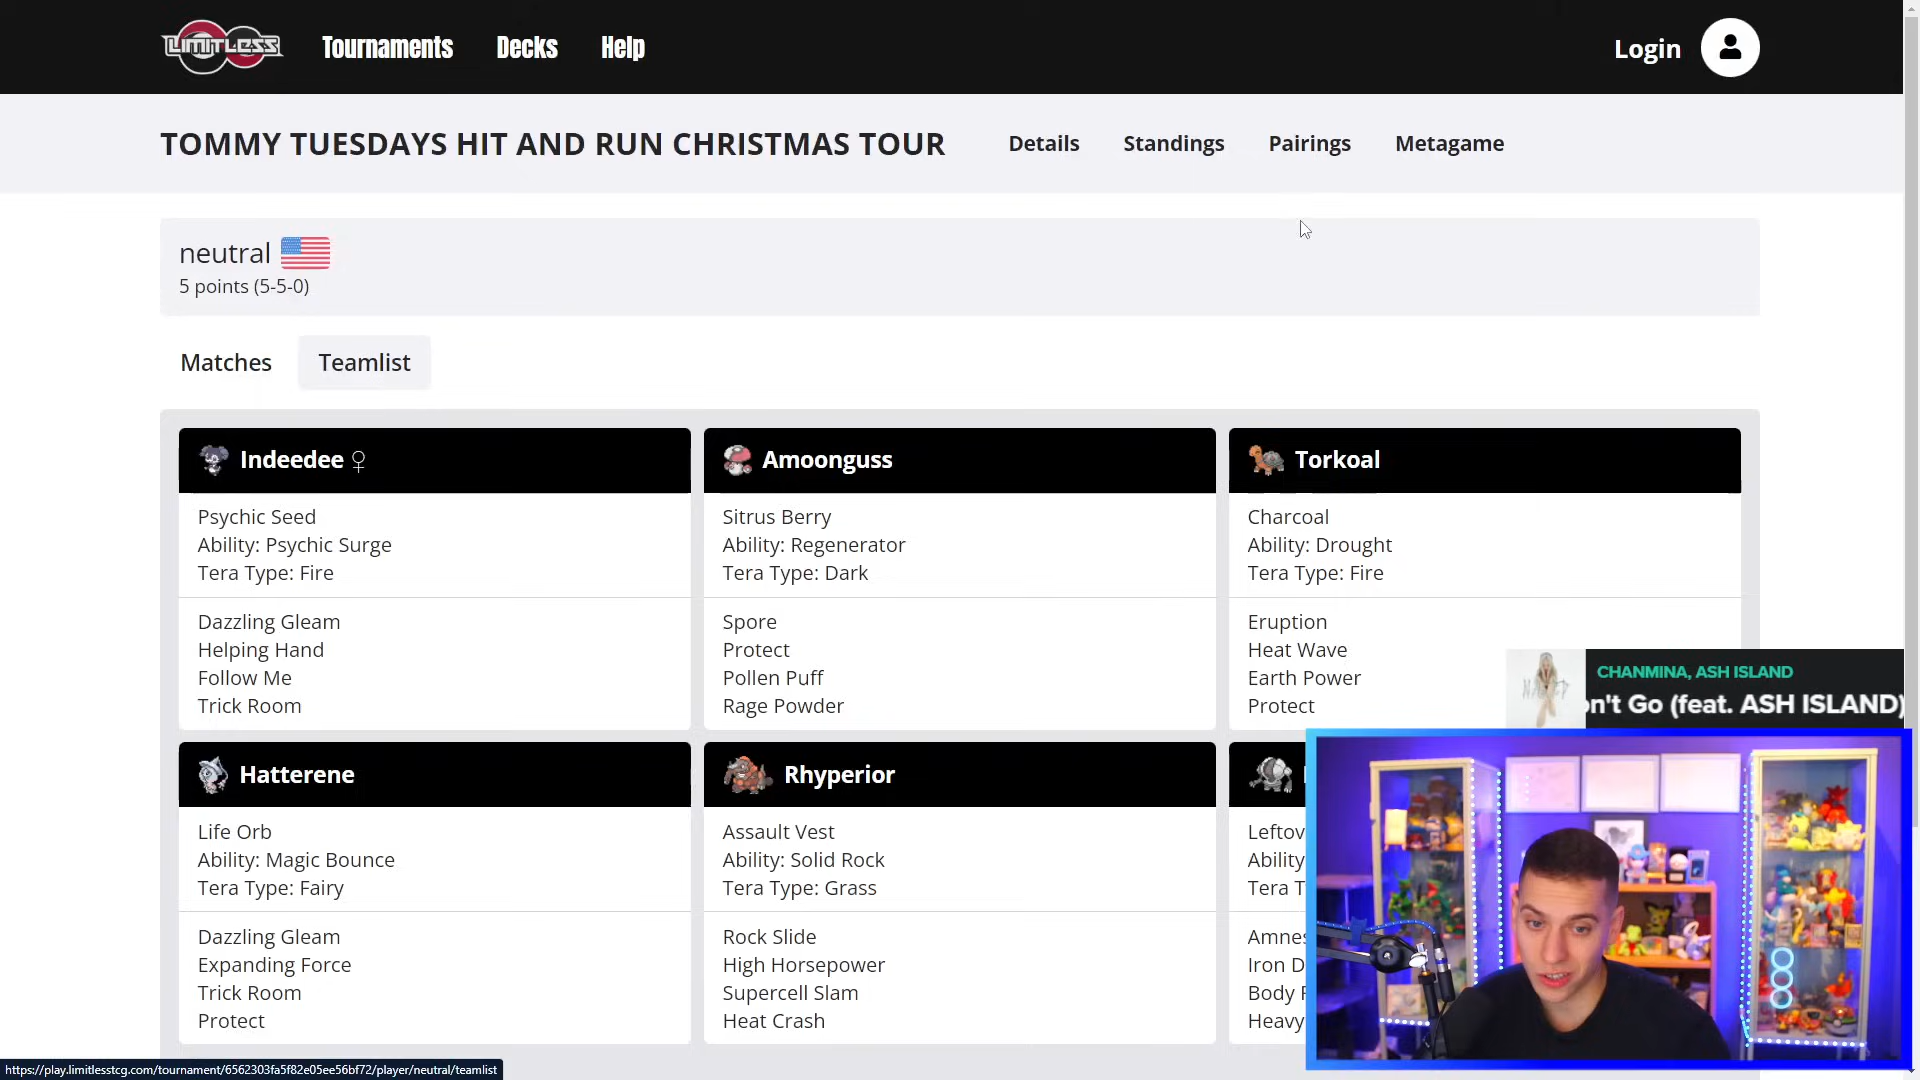 LIMITLESS Tournaments Decks Help Login
TOMMY TUESDAYS HIT AND RUN CHRISTMAS TOUR Details Standings Pairings Metagame
neutral
5 points (5-5-0)
Matches Teamlist
Indeedee ♀
Psychic Seed
Ability: Psychic Surge
Tera Type: Fire
Dazzling Gleam
Helping Hand
Follow Me
Trick Room
Amoonguss
Sitrus Berry
Ability: Regenerator
Tera Type: Dark
Spore
Protect
Pollen Puff
Rage Powder
Torkoal
Charcoal
Ability: Drought
Tera Type: Fire
Eruption
Heat Wave
Earth Power
Protect
CHANMINA, ASH ISLAND
on't Go (feat. ASH ISLAND)
Hatterene
Life Orb
Ability: Magic Bounce
Tera Type: Fairy
Dazzling Gleam
Expanding Force
Trick Room
Protect
Rhyperior
Assault Vest
Ability: Solid Rock
Tera Type: Grass
Rock Slide
High Horsepower
Supercell Slam
Heat Crash
Leftov
Ability
Tera T
Amnes
Iron D
Body
Heavy
https://play.limitlesstcg.com/tournament/6562303fa5f82e05ee56bf72/player/neutral/teamlist